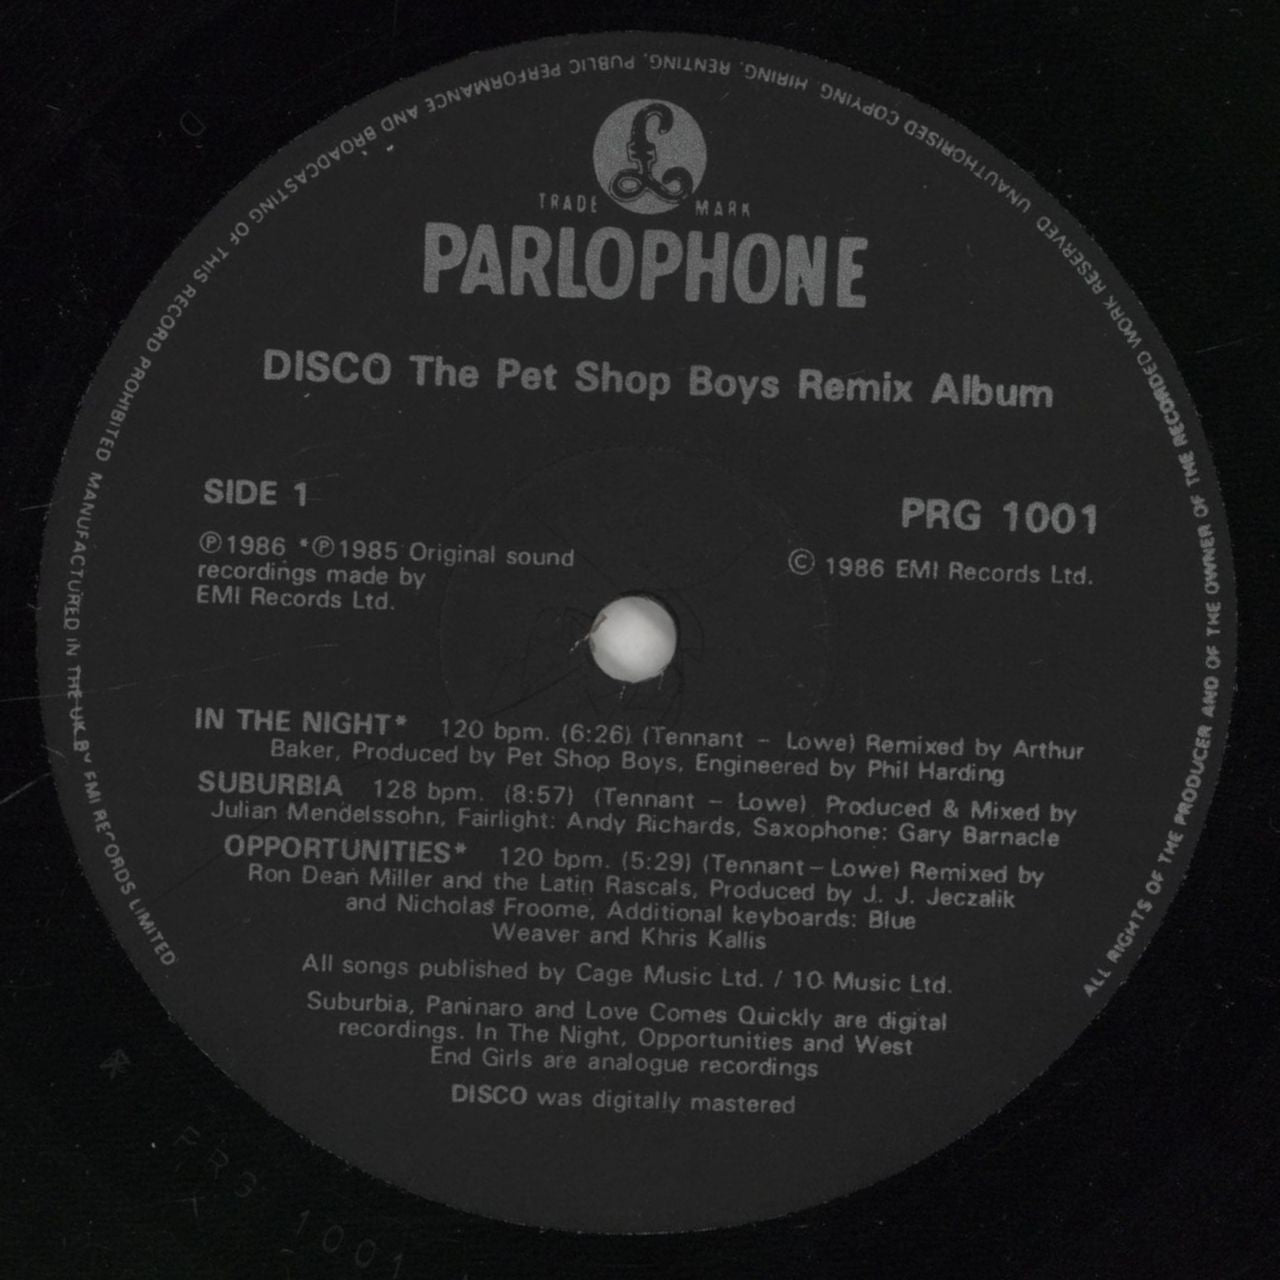 ALL RIGHTS OF THE PRODUCER AND OF THE OWNER OF THE RECORDED WORK RESERVED UNAUTHORISED COPYING, HIRING, RENTING, PUBLIC PERFORMANCE AND BROADCASTING OF THIS RECORD PROHIBITED MANUFACTURED IN THE U.K. BY EMI RECORDS LIMITED
£
TRADE MARK
PARLOPHONE
DISCO The Pet Shop Boys Remix Album
SIDE 1
PRG 1001
℗ 1986 *℗ 1985 Original sound
recordings made by
EMI Records Ltd.
© 1986 EMI Records Ltd.
IN THE NIGHT* 120 bpm. (6:26) (Tennant – Lowe) Remixed by Arthur
Baker, Produced by Pet Shop Boys, Engineered by Phil Harding
SUBURBIA 128 bpm. (8:57) (Tennant – Lowe) Produced & Mixed by
Julian Mendelssohn, Fairlight: Andy Richards, Saxophone: Gary Barnacle
OPPORTUNITIES* 120 bpm. (5:29) (Tennant – Lowe) Remixed by
Ron Dean Miller and the Latin Rascals, Produced by J. J. Jeczalik
and Nicholas Froome, Additional keyboards: Blue
Weaver and Khris Kallis
All songs published by Cage Music Ltd. / 10 Music Ltd.
Suburbia, Paninaro and Love Comes Quickly are digital
recordings. In The Night, Opportunities and West
End Girls are analogue recordings
DISCO was digitally mastered
PRG 1001